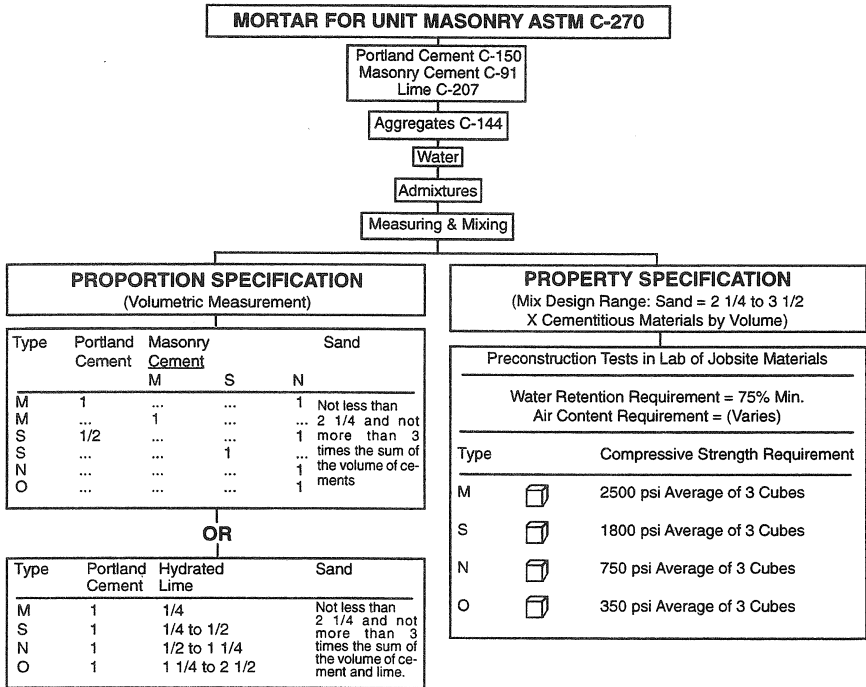 MORTAR FOR UNIT MASONRY ASTM C-270
Portland Cement C-150
Masonry Cement C-91
Lime C-207
Aggregates C-144
Water
Admixtures
Measuring & Mixing
PROPORTION SPECIFICATION
(Volumetric Measurement)
Type Portland Masonry Sand
Cement Cement
M S N
M 1 ... ... 1 Not less than
M ... 1 ... ... 2 1/4 and not
S 1/2 ... ... 1 more than 3
S ... ... 1 ... times the sum of
N ... ... ... 1 the volume of ce-
O ... ... ... 1 ments
OR
Type Portland Hydrated Sand
Cement Lime
M 1 1/4 Not less than
S 1 1/4 to 1/2 2 1/4 and not
more than 3
N 1 1/2 to 1 1/4 times the sum of
the volume of ce-
O 1 1 1/4 to 2 1/2 ment and lime.
PROPERTY SPECIFICATION
(Mix Design Range: Sand = 2 1/4 to 3 1/2
X Cementitious Materials by Volume)
Preconstruction Tests in Lab of Jobsite Materials
Water Retention Requirement = 75% Min.
Air Content Requirement = (Varies)
Type Compressive Strength Requirement
M 2500 psi Average of 3 Cubes
S 1800 psi Average of 3 Cubes
N 750 psi Average of 3 Cubes
O 350 psi Average of 3 Cubes